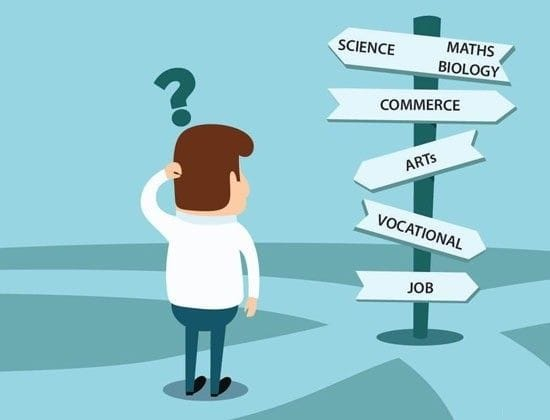 ?
SCIENCE MATHS
BIOLOGY
COMMERCE
ARTs
VOCATIONAL
JOB